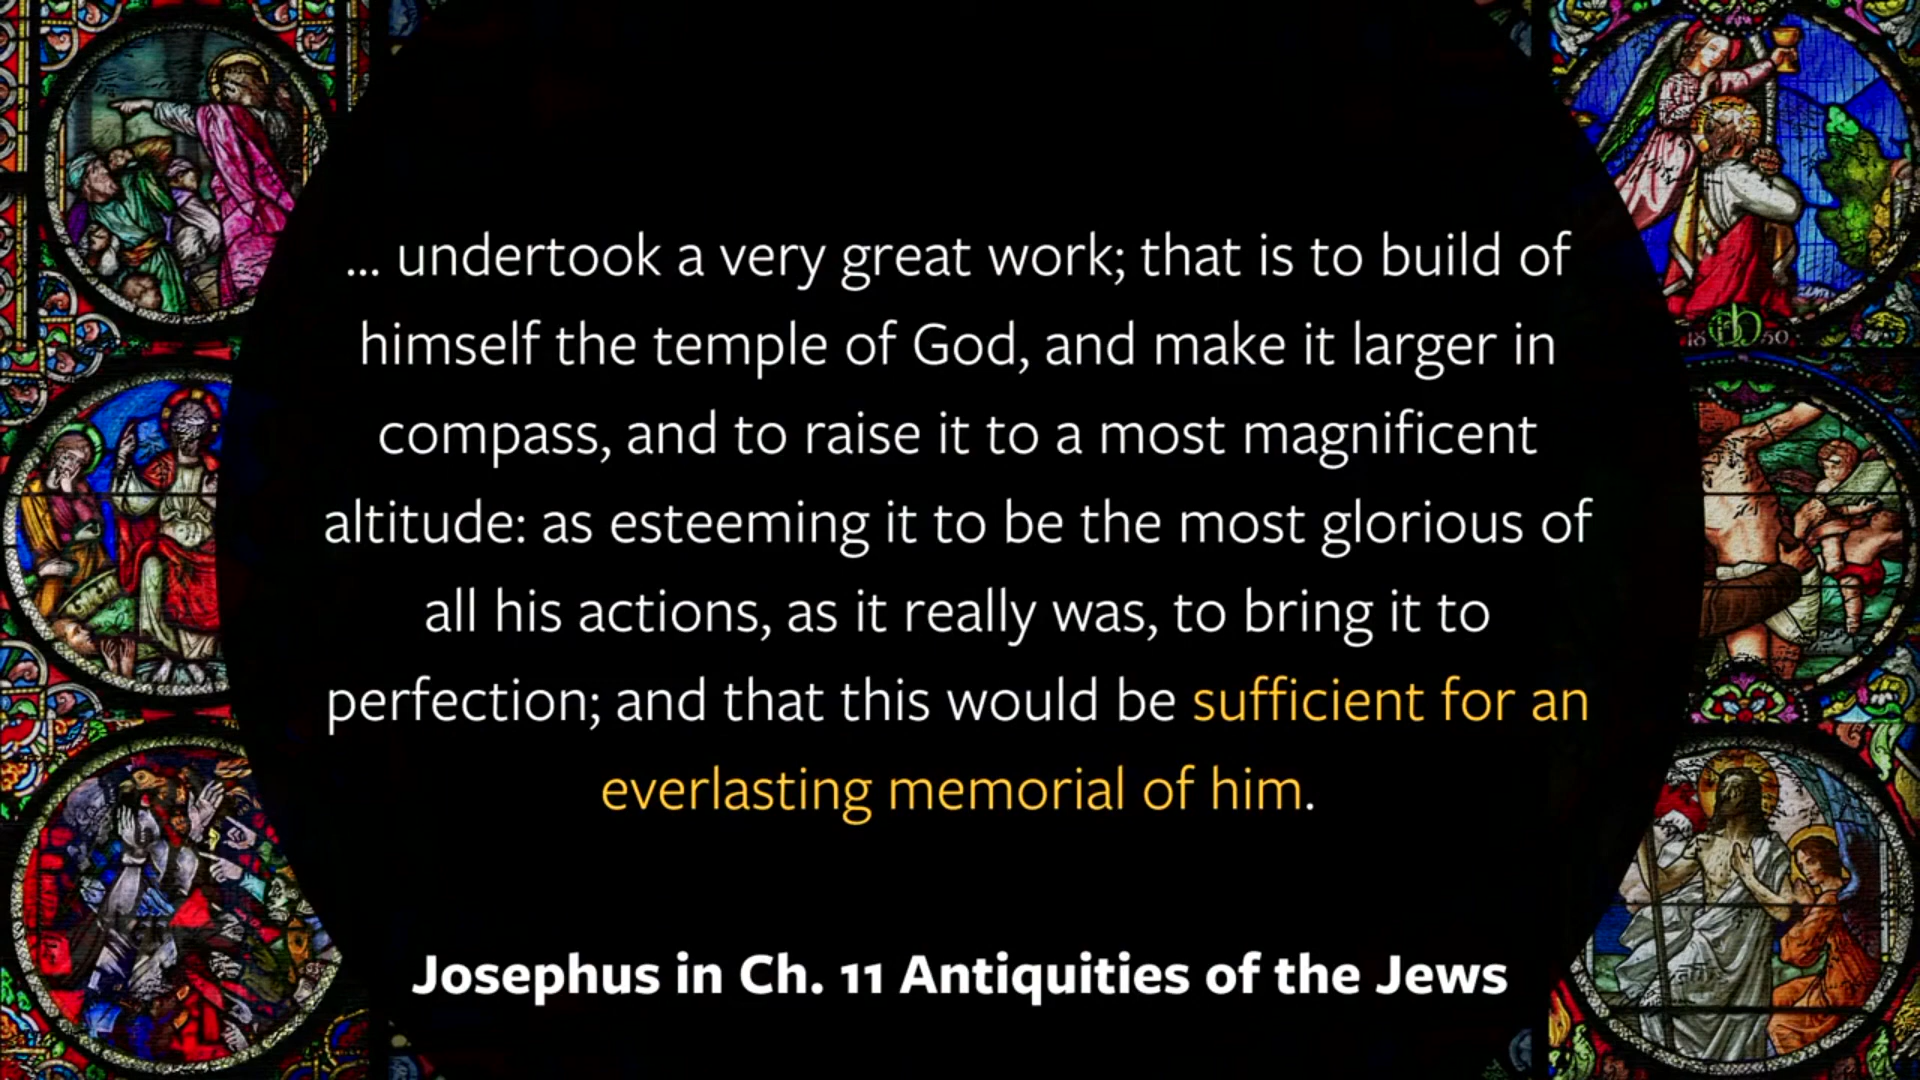 ... undertook a very great work; that is to build of
himself the temple of God, and make it larger in
compass, and to raise it to a most magnificent
altitude: as esteeming it to be the most glorious of
all his actions, as it really was, to bring it to
perfection; and that this would be sufficient for an
everlasting memorial of him.
Josephus in Ch. 11 Antiquities of the Jews